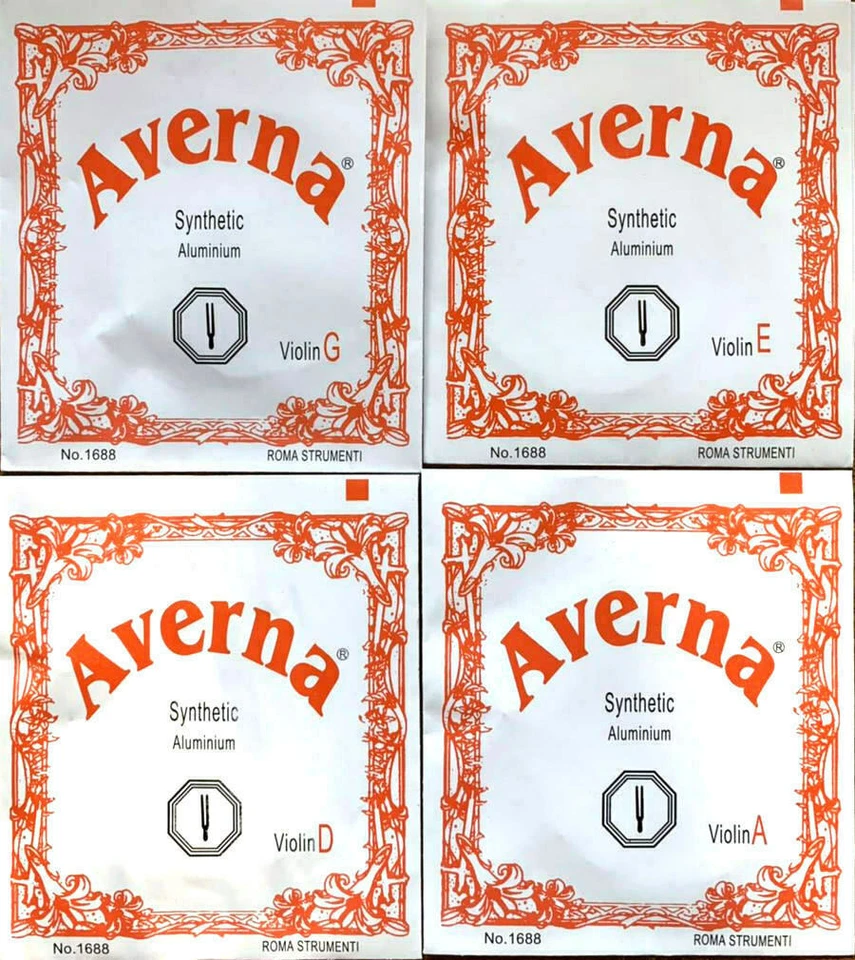 Averna®
Synthetic
Aluminium
Violin G
No.1688 ROMA STRUMENTI
Averna®
Synthetic
Aluminium
Violin E
No.1688 ROMA STRUMENTI
Averna®
Synthetic
Aluminium
Violin D
No.1688 ROMA STRUMENTI
Averna®
Synthetic
Aluminium
Violin A
No.1688 ROMA STRUMENTI